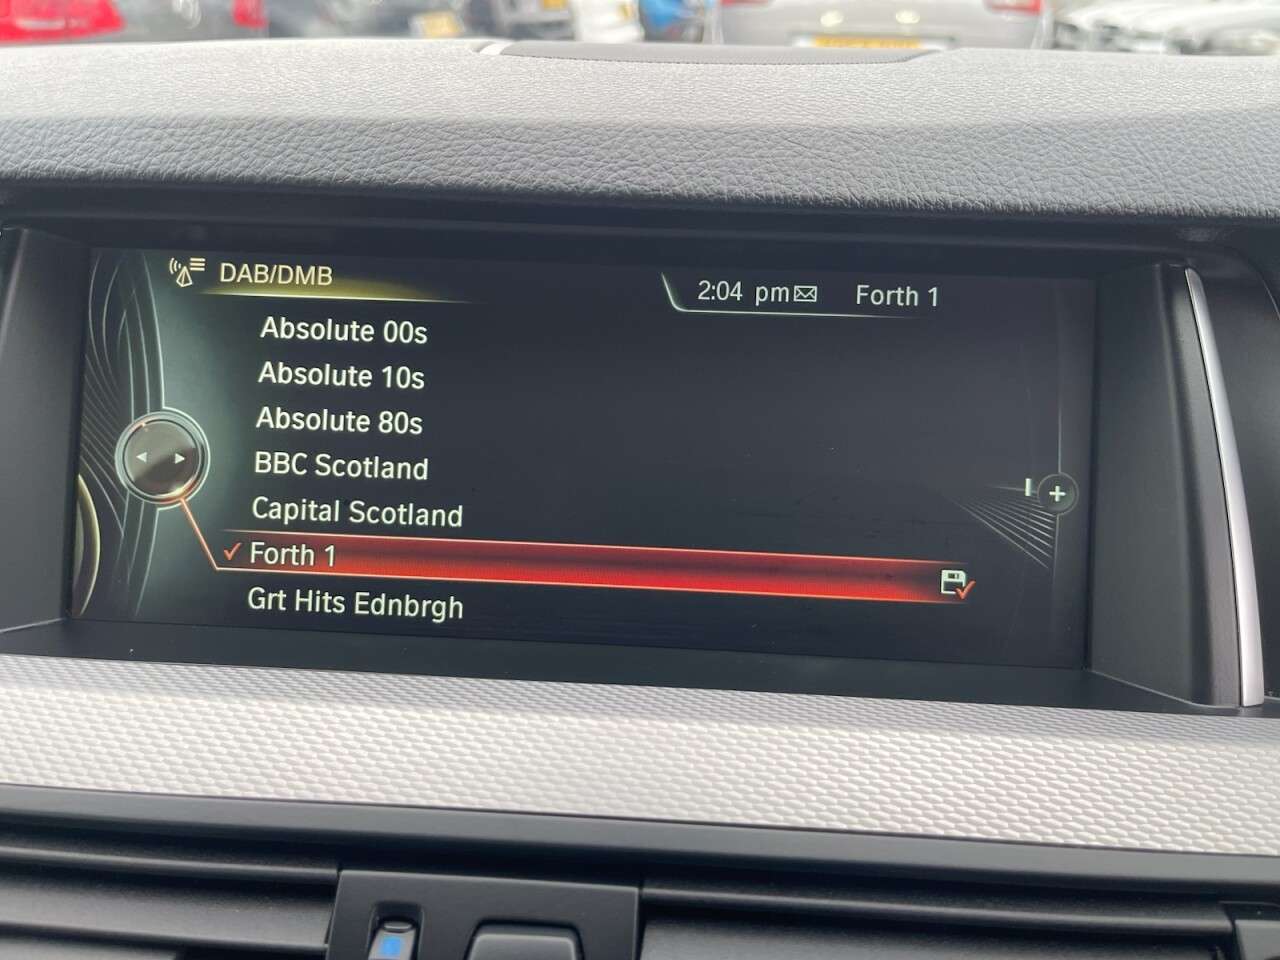 DAB/DMB
2:04 pm Forth 1
Absolute 00s
Absolute 10s
Absolute 80s
BBC Scotland
Capital Scotland
Forth 1
Grt Hits Ednbrgh